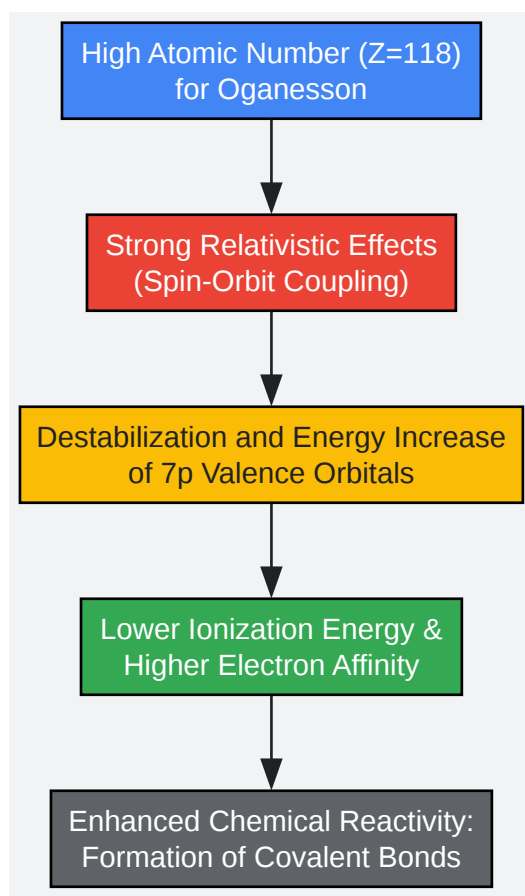 High Atomic Number (Z=118)
for Oganesson
Strong Relativistic Effects
(Spin-Orbit Coupling)
Destabilization and Energy Increase
of 7p Valence Orbitals
Lower Ionization Energy &
Higher Electron Affinity
Enhanced Chemical Reactivity:
Formation of Covalent Bonds